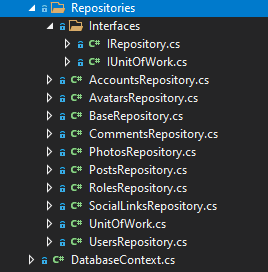 Repositories
Interfaces
C# IRepository.cs
C# IUnitOfWork.cs
C# AccountsRepository.cs
C# AvatarsRepository.cs
C# BaseRepository.cs
C# CommentsRepository.cs
C# PhotosRepository.cs
C# PostsRepository.cs
C# RolesRepository.cs
C# SocialLinksRepository.cs
C# UnitOfWork.cs
C# UsersRepository.cs
C# DatabaseContext.cs